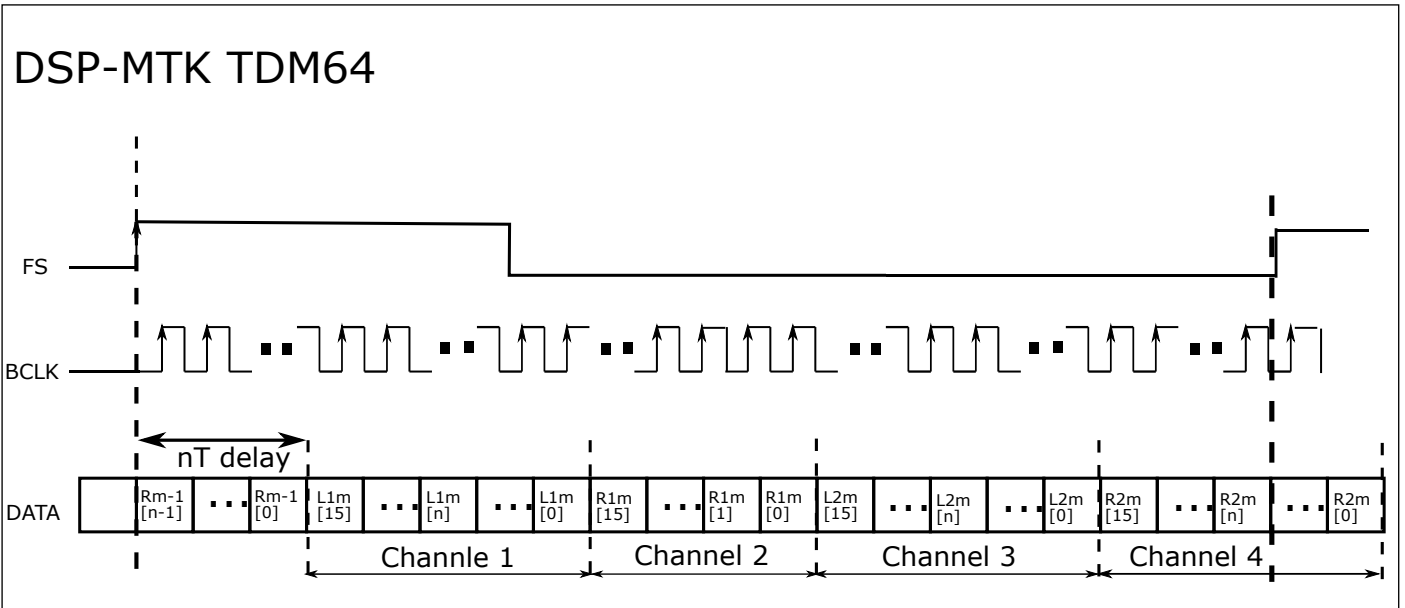 DSP-MTK TDM64
FS
BCLK
nT delay
DATA
Rm-1
[n-1]
...
Rm-1
[0]
L1m
[15]
...
L1m
[n]
...
L1m
[0]
R1m
[15]
...
R1m
[1]
R1m
[0]
L2m
[15]
...
L2m
[n]
...
L2m
[0]
R2m
[15]
...
R2m
[n]
...
R2m
[0]
Channle 1
Channel 2
Channel 3
Channel 4